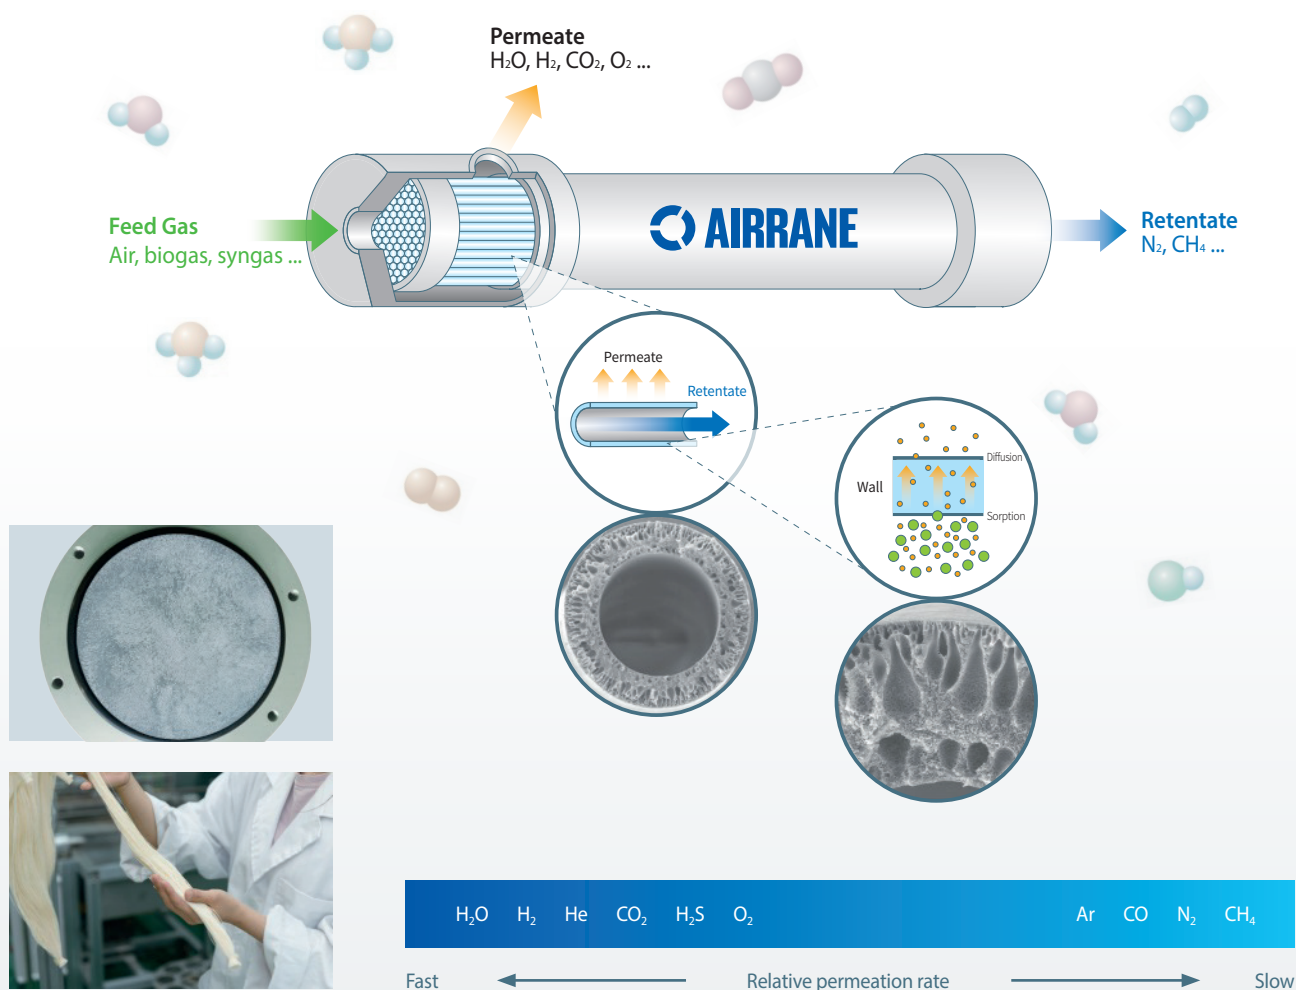 Permeate
H₂O, H₂, CO₂, O₂ ...
Feed Gas
Air, biogas, syngas ...
AIRRANE
Retentate
N₂, CH₄ ...
Permeate
Retentate
Diffusion
Wall
Sorption
H₂O H₂ He CO₂ H₂S O₂ Ar CO N₂ CH₄
Fast Relative permeation rate Slow